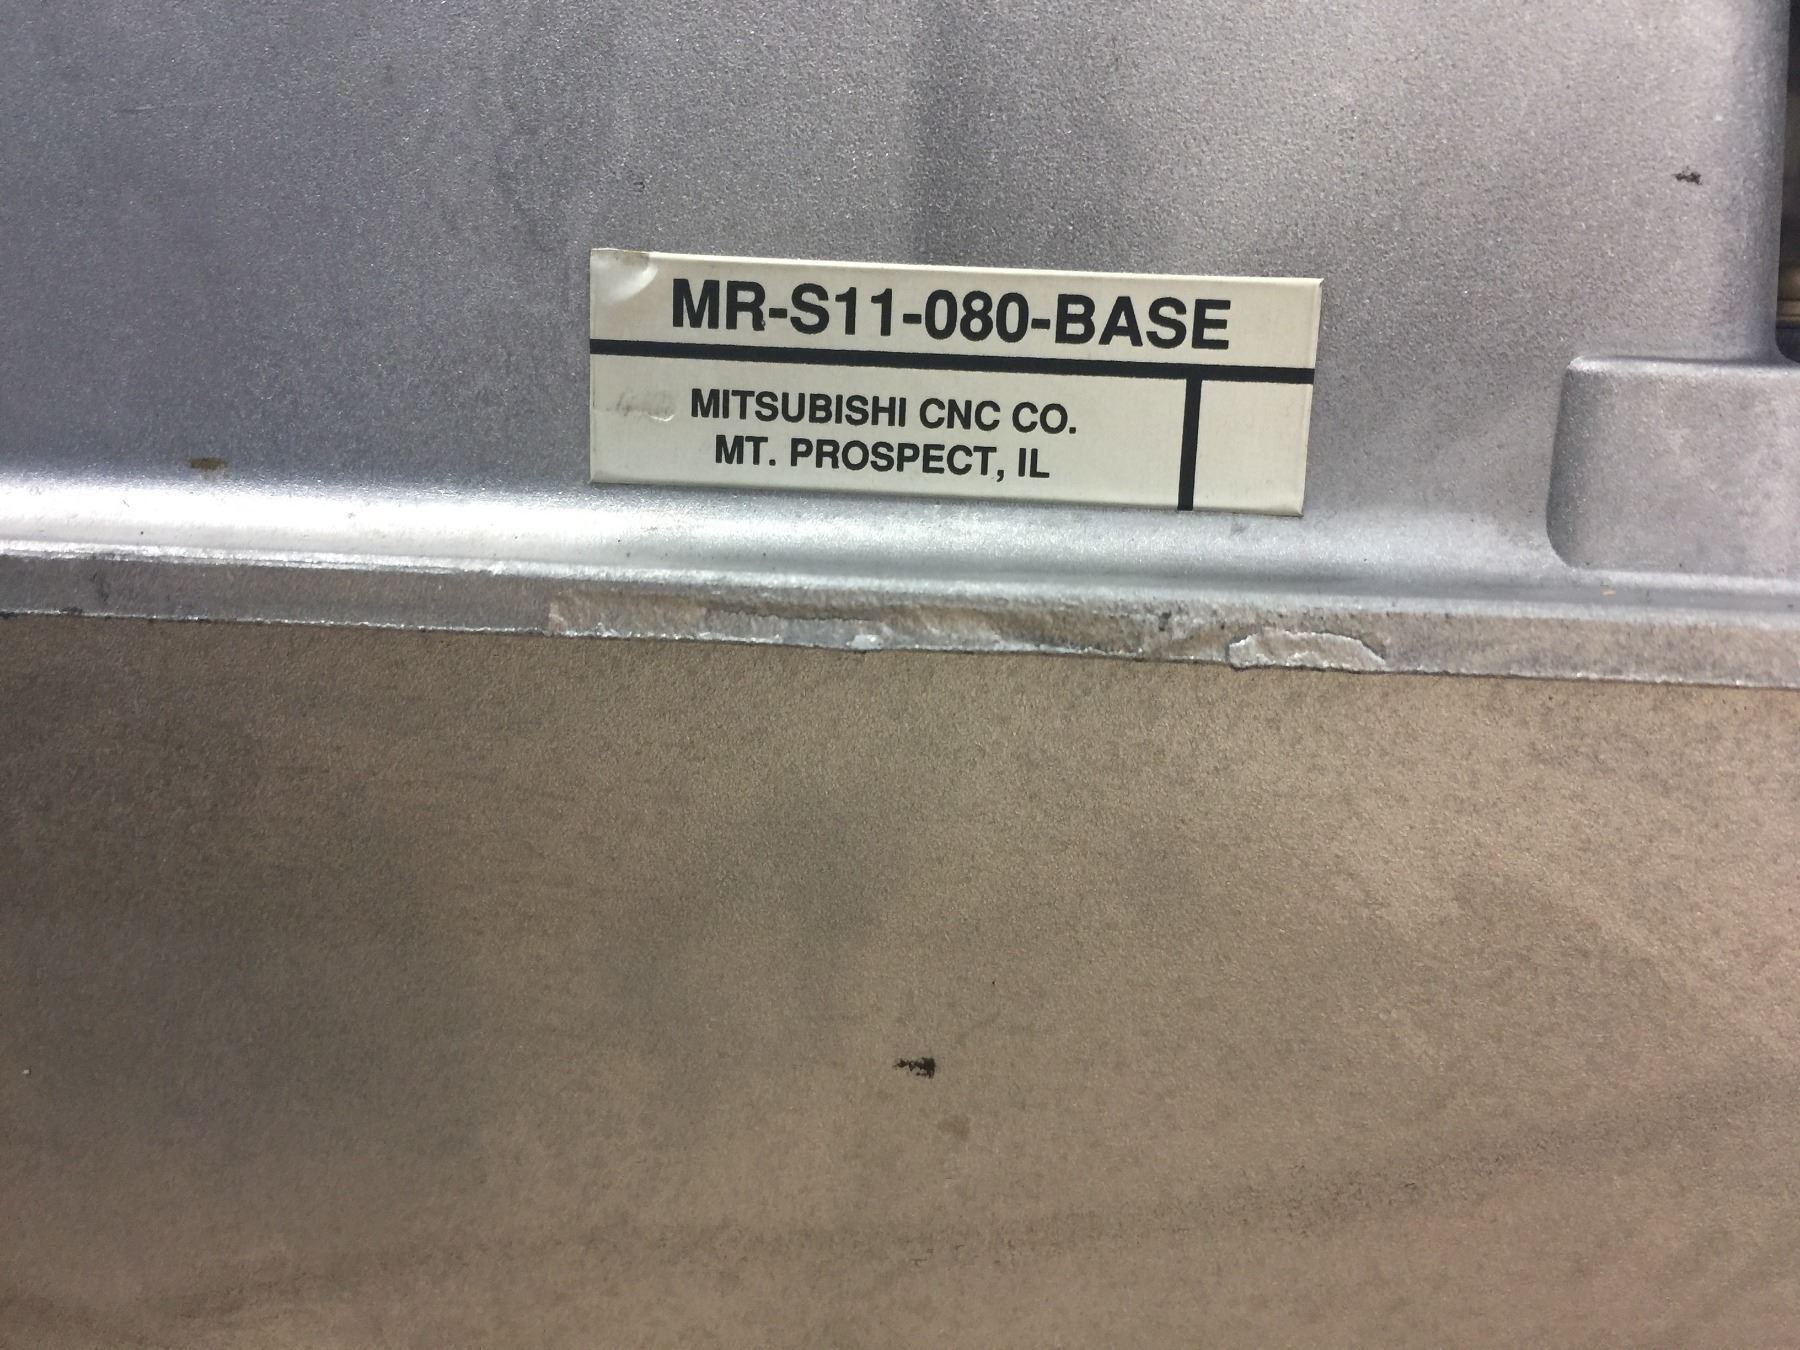 MR-S11-080-BASE
MITSUBISHI CNC CO.
MT. PROSPECT, IL